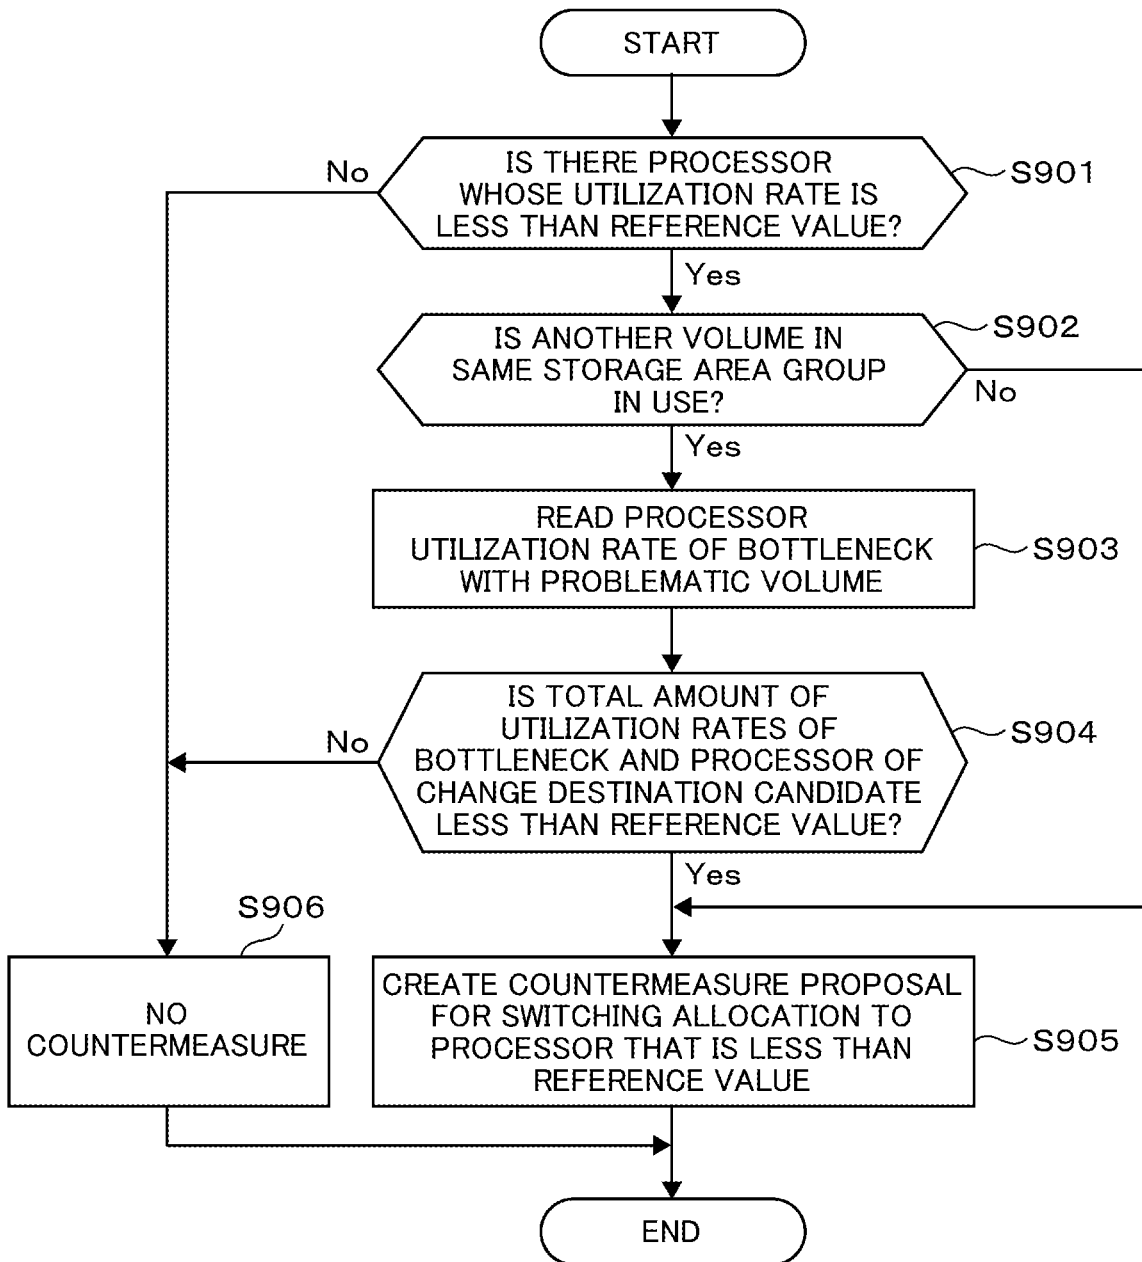 START
IS THERE PROCESSOR
WHOSE UTILIZATION RATE IS
LESS THAN REFERENCE VALUE?
No
S901
Yes
IS ANOTHER VOLUME IN
SAME STORAGE AREA GROUP
IN USE?
S902
No
Yes
READ PROCESSOR
UTILIZATION RATE OF BOTTLENECK
WITH PROBLEMATIC VOLUME
S903
IS TOTAL AMOUNT OF
UTILIZATION RATES OF
BOTTLENECK AND PROCESSOR OF
CHANGE DESTINATION CANDIDATE
LESS THAN REFERENCE VALUE?
No
S904
Yes
S906
NO
COUNTERMEASURE
CREATE COUNTERMEASURE PROPOSAL
FOR SWITCHING ALLOCATION TO
PROCESSOR THAT IS LESS THAN
REFERENCE VALUE
S905
END